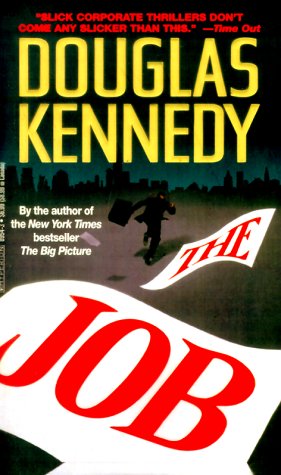 "SLICK CORPORATE THRILLERS DON'T
COME ANY SLICKER THAN THIS." —Time Out
DOUGLAS
KENNEDY
By the author of
the New York Times
bestseller
The Big Picture
THE
JOB